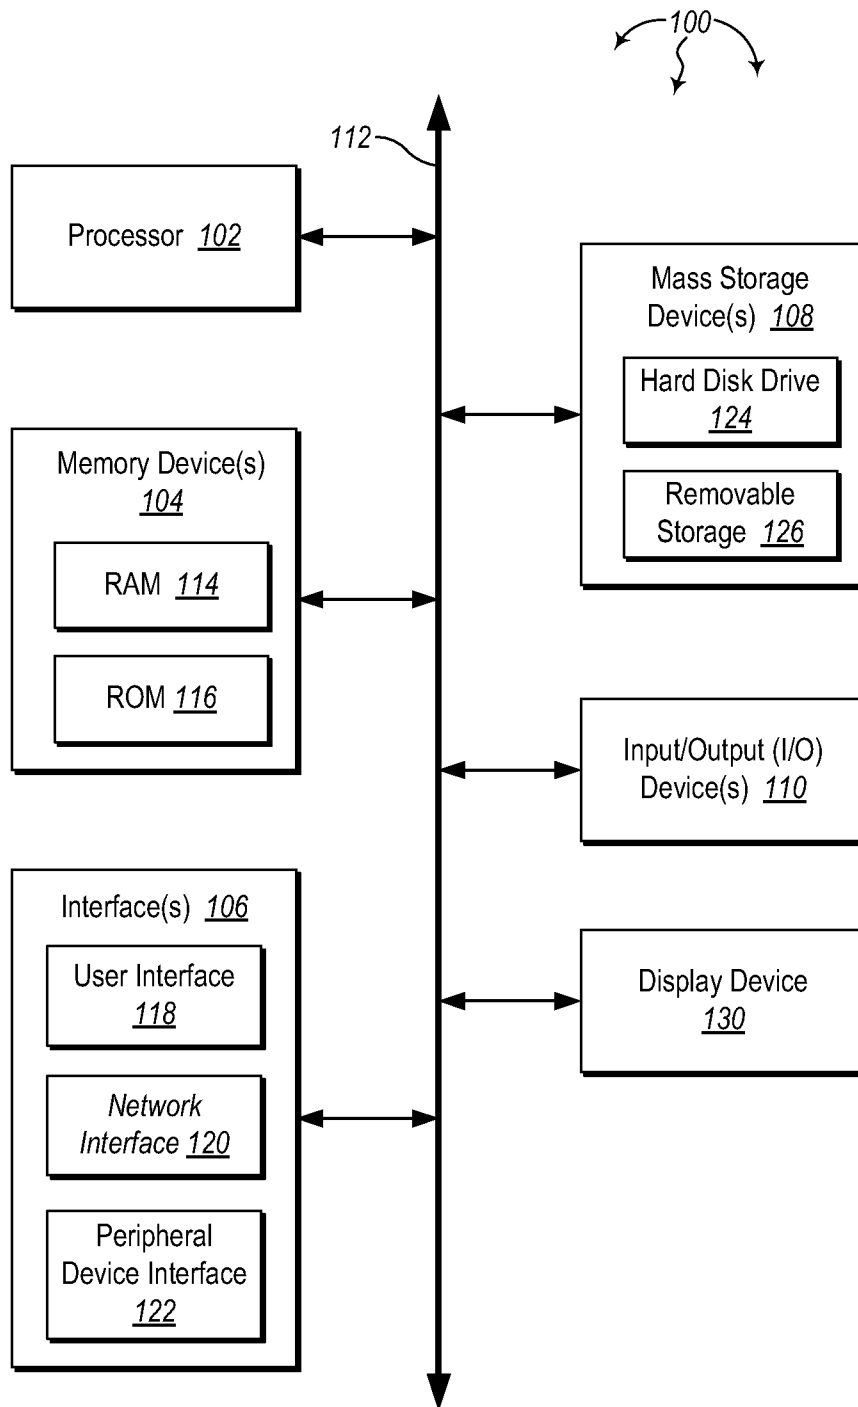 100
112
Processor 102
Mass Storage
Device(s) 108
Hard Disk Drive
124
Removable
Storage 126
Memory Device(s)
104
RAM 114
ROM 116
Input/Output (I/O)
Device(s) 110
Interface(s) 106
User Interface
118
Network
Interface 120
Peripheral
Device Interface
122
Display Device
130